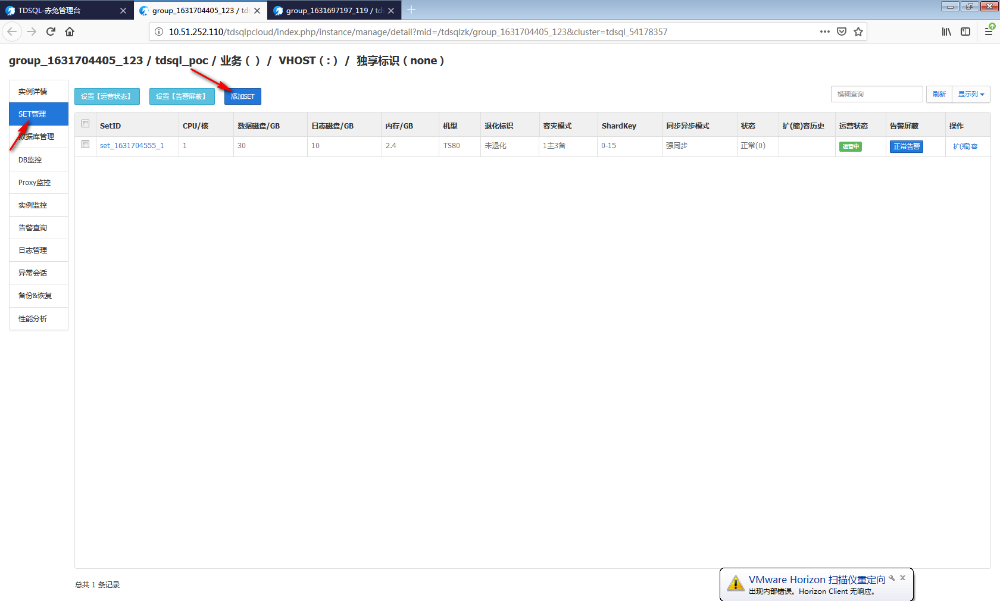 TDSQL-赤兔管理台
group_1631704405_123 / tds
group_1631697197_119 / tds
10.51.252.110/tdsqlpcloud/index.php/instance/manage/detail?mid=/tdsqlzk/group_1631704405_123&cluster=tdsql_54178357
group_1631704405_123 / tdsql_poc / 业务 ( ) / VHOST ( : ) / 独享标识 ( none )
实例详情
SET管理
数据库管理
DB监控
Proxy监控
实例监控
告警查询
日志管理
异常会话
备份&恢复
性能分析
设置【运营状态】 设置【告警屏蔽】 添加SET
模糊查询 刷新 显示列
SetID CPU/核 数据磁盘/GB 日志磁盘/GB 内存/GB 机型 退化标识 容灾模式 ShardKey 同步异步模式 状态 扩(缩)容历史 运营状态 告警屏蔽 操作
set_1631704555_1 1 30 10 2.4 TS80 未退化 1主3备 0-15 强同步 正常(0) 运营中 正常告警 扩(缩)容
总共 1 条记录
VMware Horizon 扫描仪重定向
出现内部错误。Horizon Client 无响应。